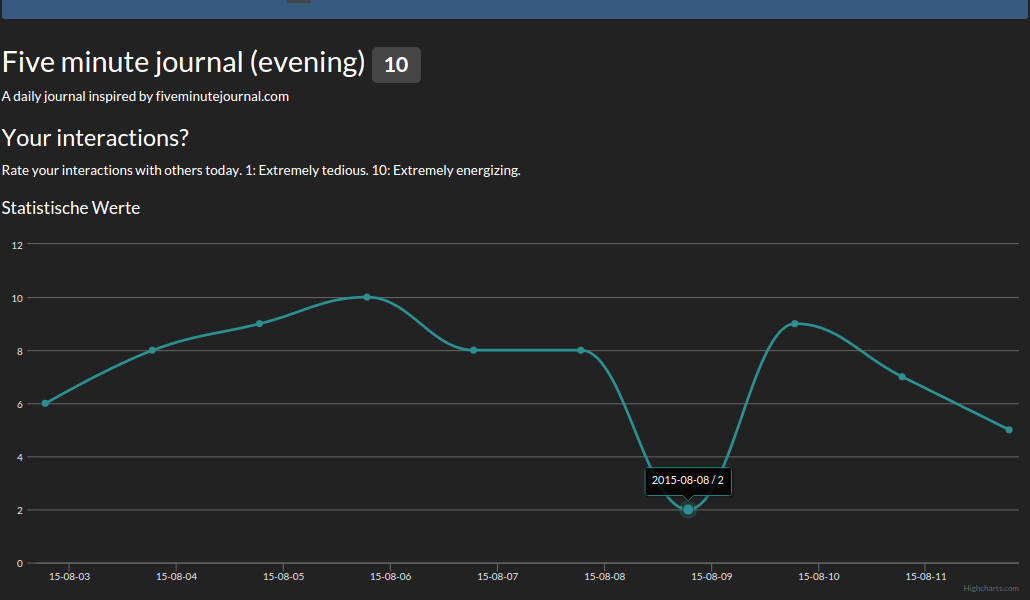 Five minute journal (evening) 10
A daily journal inspired by fiveminutejournal.com
Your interactions?
Rate your interactions with others today. 1: Extremely tedious. 10: Extremely energizing.
Statistische Werte
12
10
8
6
4
2
0
2015-08-08 / 2
15-08-03 15-08-04 15-08-05 15-08-06 15-08-07 15-08-08 15-08-09 15-08-10 15-08-11
Highcharts.com